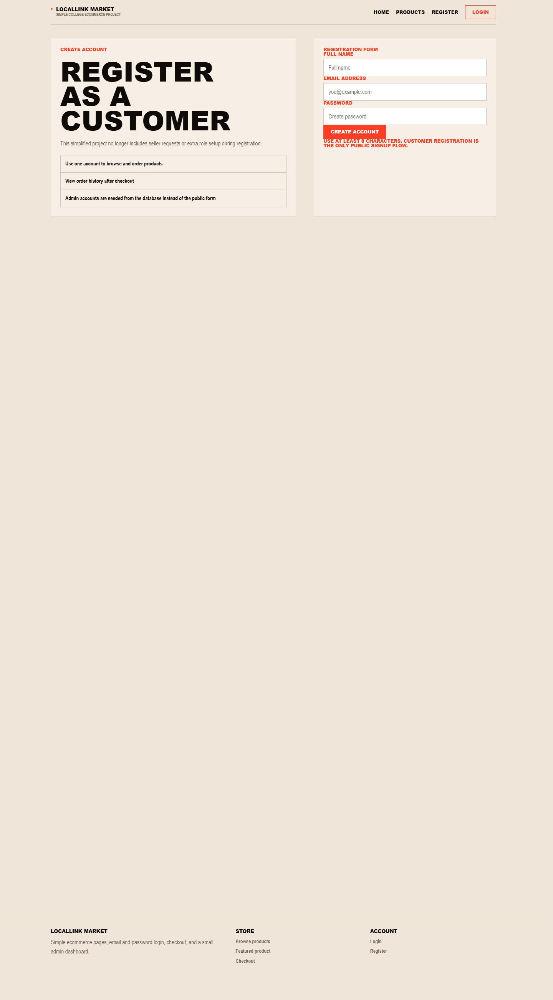 LOCALLINK MARKET
SIMPLE COLLEGE ECOMMERCE PROJECT
HOME PRODUCTS REGISTER LOGIN
CREATE ACCOUNT
REGISTER
AS A
CUSTOMER
This simplified project no longer includes seller requests or extra role setup during registration.
Use one account to browse and order products
View order history after checkout
Admin accounts are seeded from the database instead of the public form
REGISTRATION FORM
FULL NAME
Full name
EMAIL ADDRESS
you@example.com
PASSWORD
Create password
CREATE ACCOUNT
USE AT LEAST 8 CHARACTERS. CUSTOMER REGISTRATION IS
THE ONLY PUBLIC SIGNUP FLOW.
LOCALLINK MARKET
Simple ecommerce pages, email and password login, checkout, and a small
admin dashboard.
STORE
Browse products
Featured product
Checkout
ACCOUNT
Login
Register